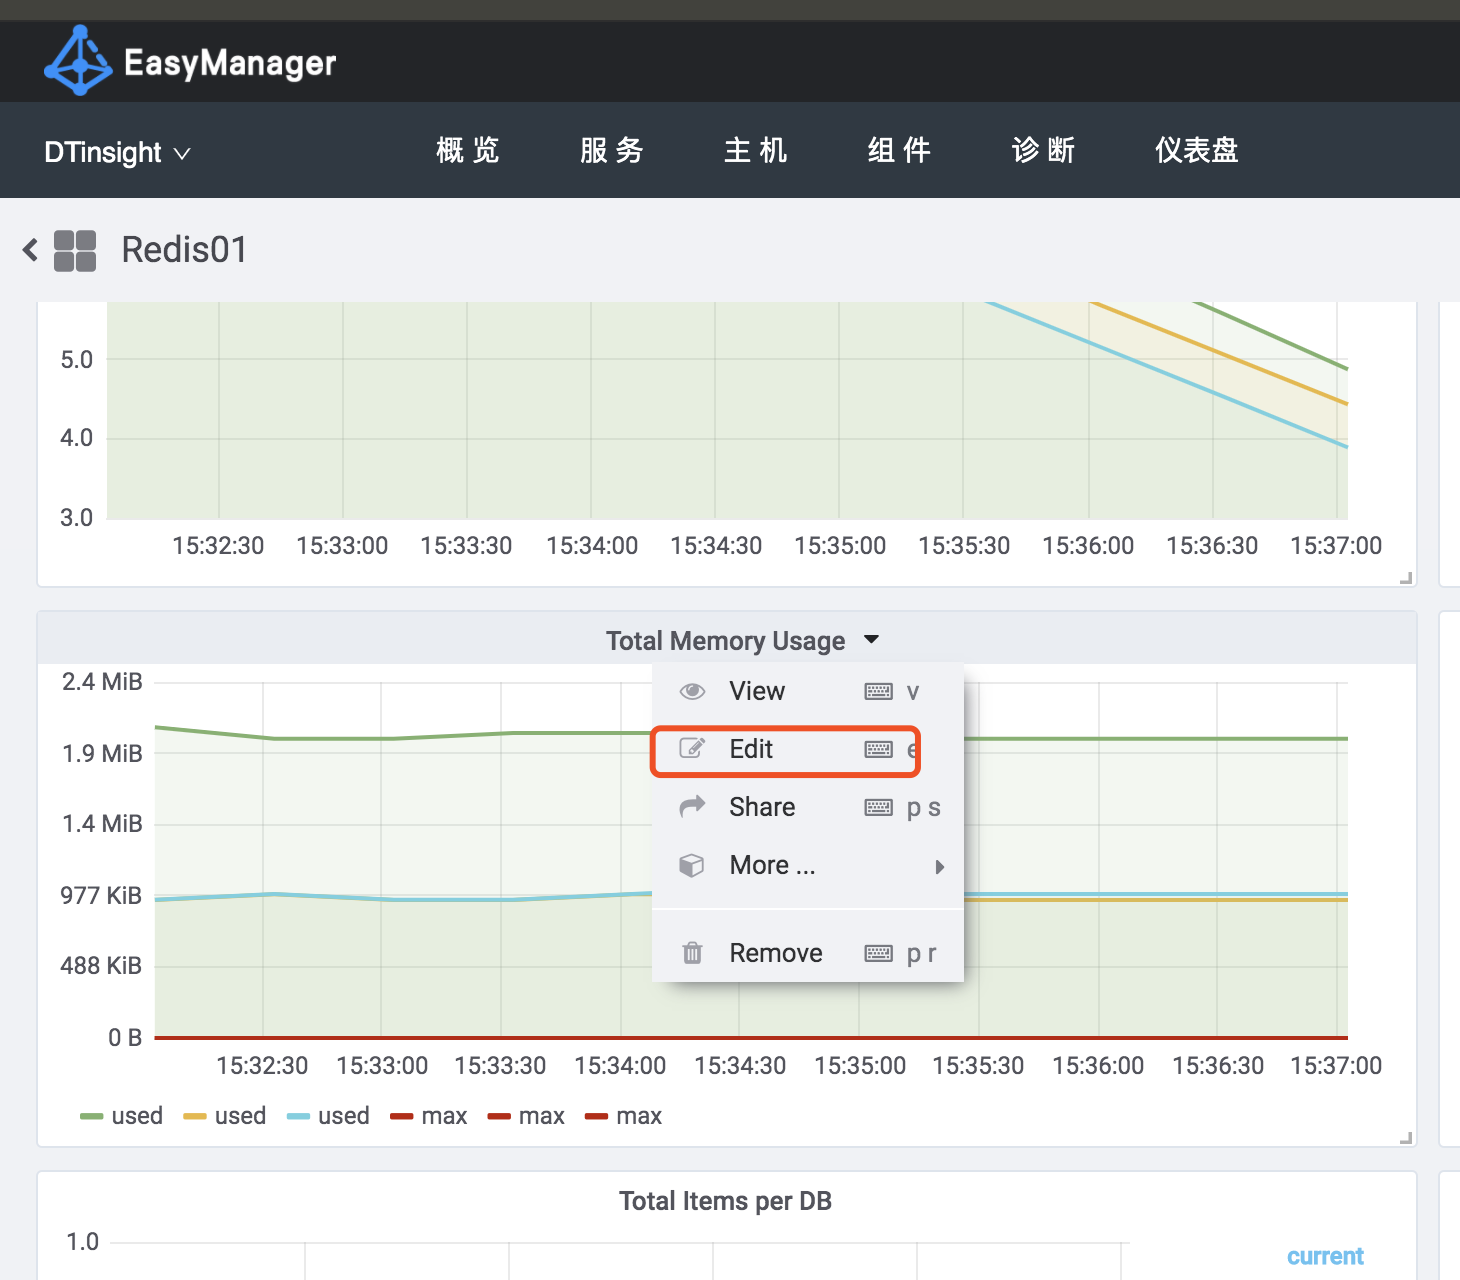 EasyManager
DTinsight 概 览 服 务 主 机 组 件 诊 断 仪表盘
Redis01
5.0
4.0
3.0
15:32:30 15:33:00 15:33:30 15:34:00 15:34:30 15:35:00 15:35:30 15:36:00 15:36:30 15:37:00
Total Memory Usage
2.4 MiB
View v
1.9 MiB
Edit e
Share p s
1.4 MiB
More ...
977 KiB
Remove p r
488 KiB
0 B
15:32:30 15:33:00 15:33:30 15:34:00 15:34:30 15:35:00 15:35:30 15:36:00 15:36:30 15:37:00
used used used max max max
Total Items per DB
1.0
current